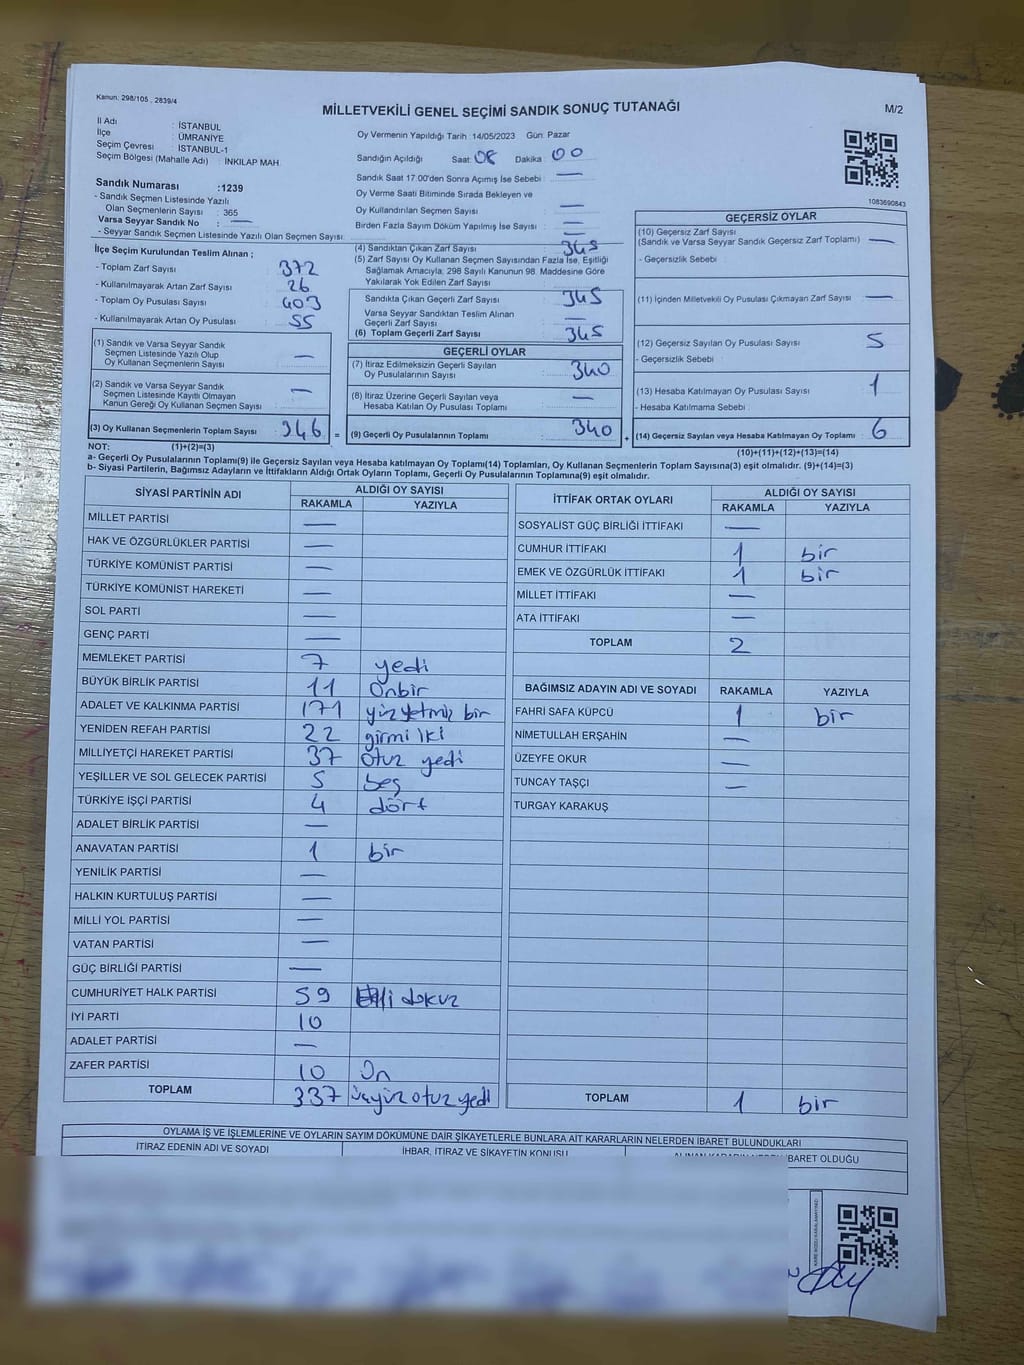 Kanun: 298/105 , 2839/4
MİLLETVEKİLİ GENEL SEÇİMİ SANDIK SONUÇ TUTANAĞI
M/2
İl Adı : İSTANBUL
İlçe : ÜMRANİYE
Seçim Çevresi : İSTANBUL-1
Seçim Bölgesi (Mahalle Adı) : İNKILAP MAH.
Sandık Numarası :1239
- Sandık Seçmen Listesinde Yazılı
Olan Seçmenlerin Sayısı : 365
Varsa Seyyar Sandık No : —
- Seyyar Sandık Seçmen Listesinde Yazılı Olan Seçmen Sayısı:
Oy Vermenin Yapıldığı Tarih :14/05/2023 Gün: Pazar
Sandığın Açıldığı Saat: 08 Dakika : 00
Sandık Saat 17:00'den Sonra Açımış İse Sebebi : —
Oy Verme Saati Bitiminde Sırada Bekleyen ve
Oy Kullandırılan Seçmen Sayısı : —
Birden Fazla Sayım Döküm Yapılmış İse Sayısı : —
1083690843
İlçe Seçim Kurulundan Teslim Alınan ;
- Toplam Zarf Sayısı : 372
- Kullanılmayarak Artan Zarf Sayısı : 26
- Toplam Oy Pusulası Sayısı : 403
- Kullanılmayarak Artan Oy Pusulası : 55
(1) Sandık ve Varsa Seyyar Sandık
Seçmen Listesinde Yazılı Olup
Oy Kullanan Seçmenlerin Sayısı : —
(2) Sandık ve Varsa Seyyar Sandık
Seçmen Listesinde Kayıtlı Olmayan
Kanun Gereği Oy Kullanan Seçmen Sayısı : —
(3) Oy Kullanan Seçmenlerin Toplam Sayısı : 346 =
(4) Sandıktan Çıkan Zarf Sayısı : 345
(5) Zarf Sayısı Oy Kullanan Seçmen Sayısından Fazla İse, Eşitliği
Sağlamak Amacıyla; 298 Sayılı Kanunun 98. Maddesine Göre
Yakılarak Yok Edilen Zarf Sayısı :
Sandıkta Çıkan Geçerli Zarf Sayısı : 345
Varsa Seyyar Sandıktan Teslim Alınan
Geçerli Zarf Sayısı : —
(6) Toplam Geçerli Zarf Sayısı : 345
GEÇERLİ OYLAR
(7) İtiraz Edilmeksizin Geçerli Sayılan
Oy Pusulalarının Sayısı : 340
(8) İtiraz Üzerine Geçerli Sayılan veya
Hesaba Katılan Oy Pusulası Toplamı : —
(9) Geçerli Oy Pusulalarının Toplamı : 340 +
GEÇERSİZ OYLAR
(10) Geçersiz Zarf Sayısı
(Sandık ve Varsa Seyyar Sandık Geçersiz Zarf Toplamı) : —
- Geçersizlik Sebebi :
(11) İçinden Milletvekili Oy Pusulası Çıkmayan Zarf Sayısı : —
(12) Geçersiz Sayılan Oy Pusulası Sayısı : 5
- Geçersizlik Sebebi :
(13) Hesaba Katılmayan Oy Pusulası Sayısı : 1
- Hesaba Katılmama Sebebi :
(14) Geçersiz Sayılan veya Hesaba Katılmayan Oy Toplamı : 6
NOT: (1)+(2)=(3)
(10)+(11)+(12)+(13)=(14)
a- Geçerli Oy Pusulaları(9) ile Geçersiz Sayılan veya Hesaba katılmayan Oy Toplamı(14) Toplamları, Oy Kullanan Seçmenlerin Toplam Sayısına(3) eşit olmalıdır. (9)+(14)=(3)
b- Siyasi Partilerin, Bağımsız Adayların ve İttifakların Aldığı Ortak Oyların Toplamı, Geçerli Oy Pusulalarının Toplamına(9) eşit olmalıdır.
SİYASİ PARTİNİN ADI ALDIĞI OY SAYISI
RAKAMLA YAZIYLA
MİLLET PARTİSİ —
HAK VE ÖZGÜRLÜKLER PARTİSİ —
TÜRKİYE KOMÜNİST PARTİSİ —
TÜRKİYE KOMÜNİST HAREKETİ —
SOL PARTİ —
GENÇ PARTİ —
MEMLEKET PARTİSİ 7 yedi
BÜYÜK BİRLİK PARTİSİ 11 Onbir
ADALET VE KALKINMA PARTİSİ 171 yüz yetmiş bir
YENİDEN REFAH PARTİSİ 22 girmi iki
MİLLİYETÇİ HAREKET PARTİSİ 37 otuz yedi
YEŞİLLER VE SOL GELECEK PARTİSİ 5 beş
TÜRKİYE İŞÇİ PARTİSİ 4 dört
ADALET BİRLİK PARTİSİ —
ANAVATAN PARTİSİ 1 bir
YENİLİK PARTİSİ —
HALKIN KURTULUŞ PARTİSİ —
MİLLİ YOL PARTİSİ —
VATAN PARTİSİ —
GÜÇ BİRLİĞİ PARTİSİ —
CUMHURİYET HALK PARTİSİ 59 Elli dokuz
İYİ PARTİ 10
ADALET PARTİSİ —
ZAFER PARTİSİ 10 On
TOPLAM 337 üçyüz otuz yedi
İTTİFAK ORTAK OYLARI ALDIĞI OY SAYISI
RAKAMLA YAZIYLA
SOSYALİST GÜÇ BİRLİĞİ İTTİFAKI —
CUMHUR İTTİFAKI 1 bir
EMEK VE ÖZGÜRLÜK İTTİFAKI 1 bir
MİLLET İTTİFAKI —
ATA İTTİFAKI —
TOPLAM 2
BAĞIMSIZ ADAYIN ADI VE SOYADI RAKAMLA YAZIYLA
FAHRİ SAFA KÜPCÜ 1 bir
NİMETULLAH ERŞAHİN —
ÜZEYFE OKUR —
TUNCAY TAŞÇI —
TURGAY KARAKUŞ
TOPLAM 1 bir
OYLAMA İŞ VE İŞLEMLERİNE VE OYLARIN SAYIM DÖKÜMÜNE DAİR ŞİKAYETLERLE BUNLARA AİT KARARLARIN NELERDEN İBARET BULUNDUKLARI
İTİRAZ EDENİN ADI VE SOYADI İHBAR, İTİRAZ VE ŞİKAYETİN KONUSU ALINAN KARARIN NEDEN İBARET OLDUĞU